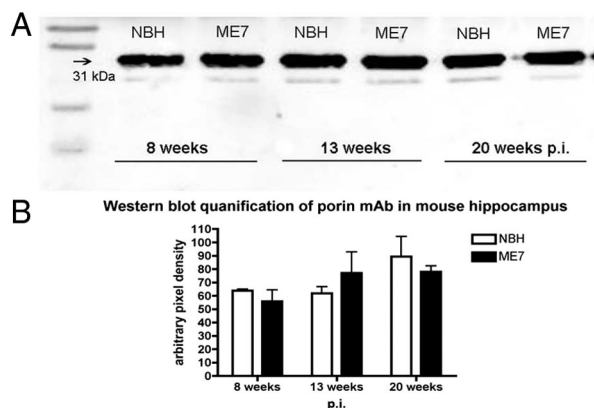 A
NBH ME7 NBH ME7 NBH ME7
→
31 kDa
8 weeks 13 weeks 20 weeks p.i.
B
Western blot quanification of porin mAb in mouse hippocampus
NBH
ME7
arbitrary pixel density
110
100
90
80
70
60
50
40
30
20
10
0
8 weeks 13 weeks 20 weeks
p.i.